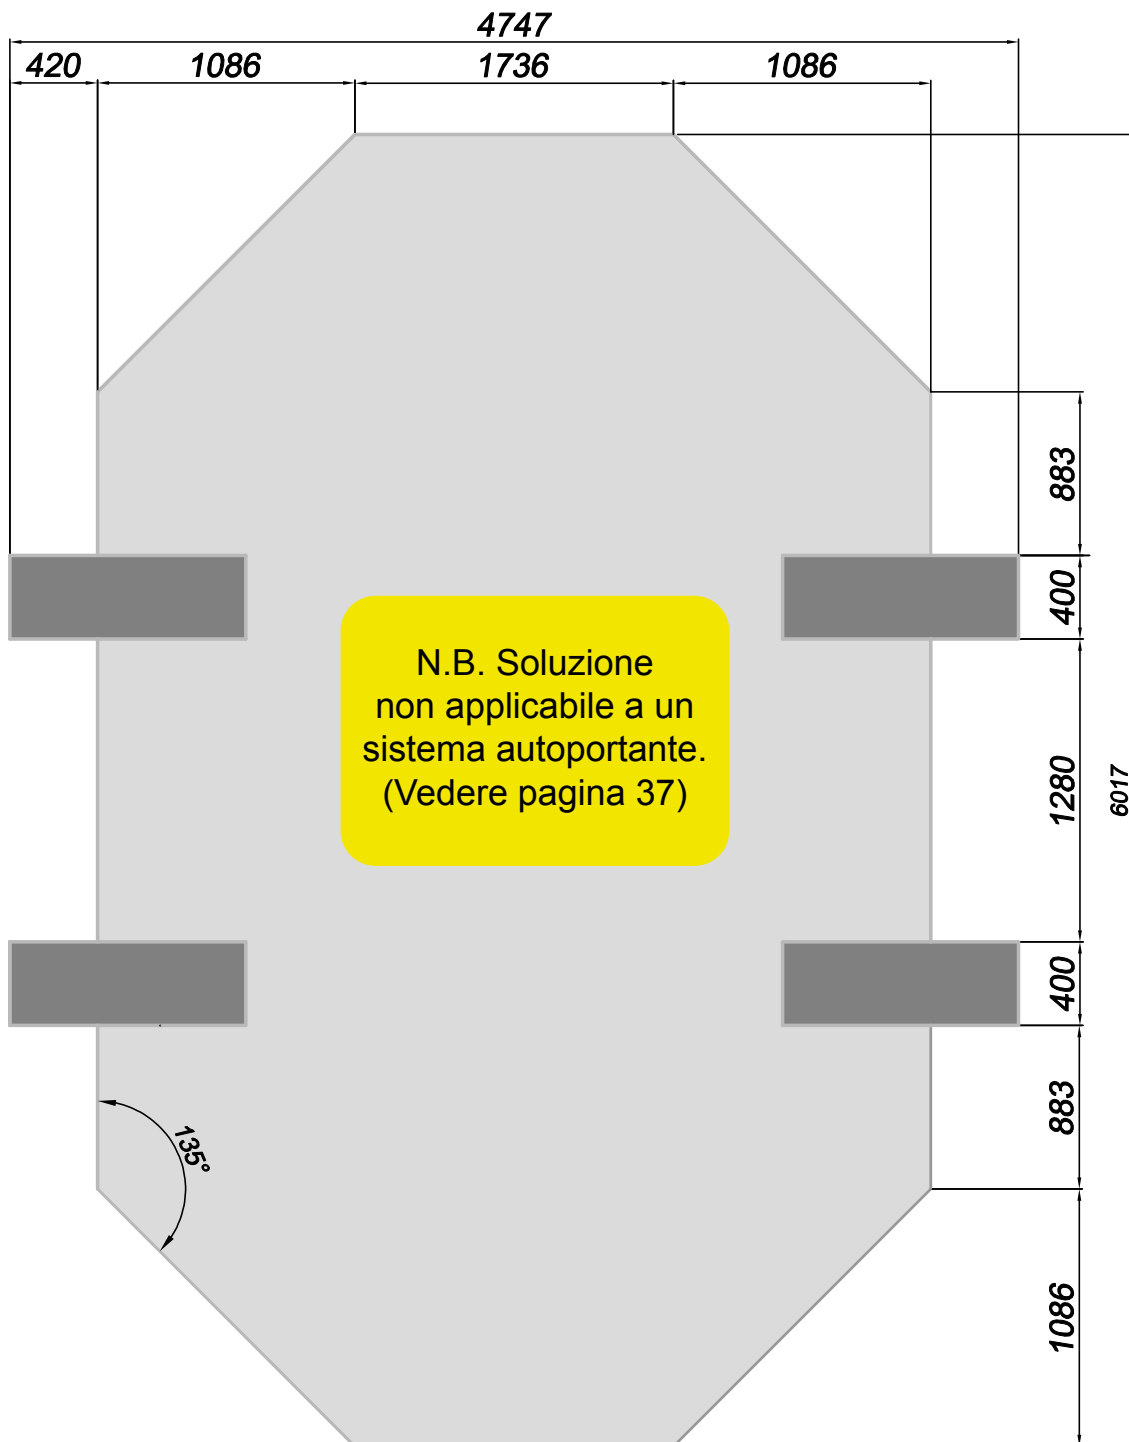 4747
420 1086 1736 1086
883
400
N.B. Soluzione
non applicabile a un
sistema autoportante.
(Vedere pagina 37)
1280
6017
400
883
135°
1086